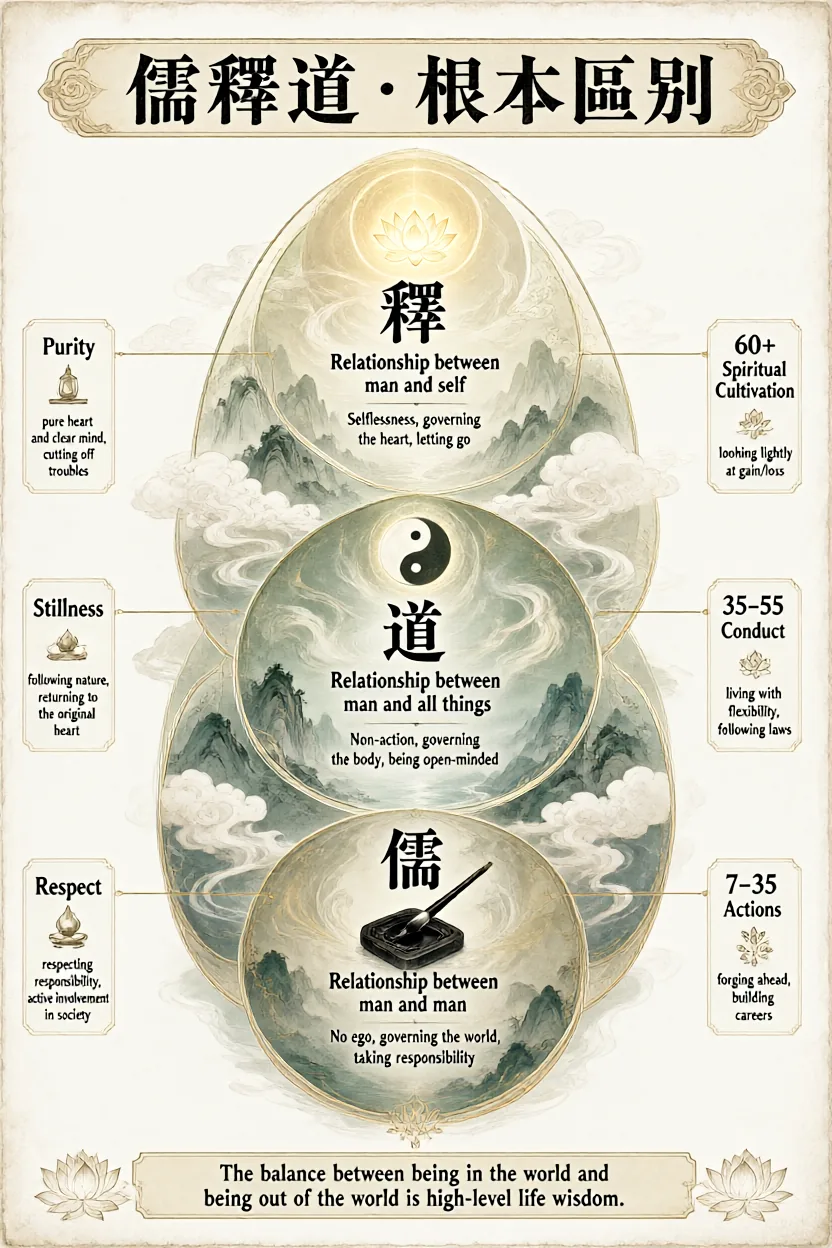 儒釋道·根本區别
釋
Relationship between
man and self
Selflessness, governing
the heart, letting go
Purity
pure heart
and clear mind,
cutting off
troubles
60+
Spiritual
Cultivation
looking lightly
at gain/loss
道
Relationship between
man and all things
Non-action, governing
the body, being open-minded
Stillness
following nature,
returning to
the original
heart
35–55
Conduct
living with
flexibility,
following laws
儒
Relationship between
man and man
No ego, governing the world,
taking responsibility
Respect
respecting
responsibility,
active involvement
in society
7–35
Actions
forging ahead,
building
careers
The balance between being in the world and
being out of the world is high-level life wisdom.